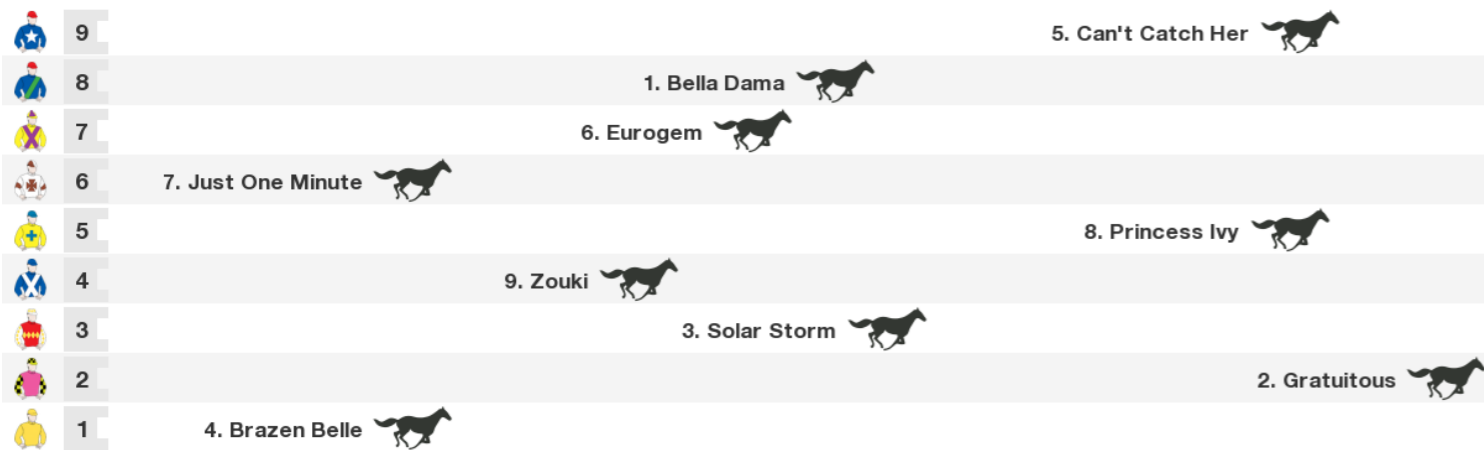 9 5. Can't Catch Her
8 1. Bella Dama
7 6. Eurogem
6 7. Just One Minute
5 8. Princess Ivy
4 9. Zouki
3 3. Solar Storm
2 2. Gratuitous
1 4. Brazen Belle